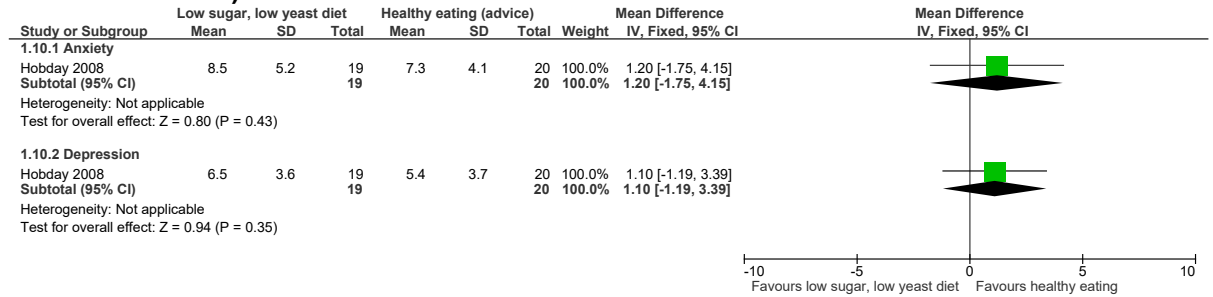 Low sugar, low yeast diet Healthy eating (advice) Mean Difference Mean Difference
Study or Subgroup Mean SD Total Mean SD Total Weight IV, Fixed, 95% CI IV, Fixed, 95% CI
1.10.1 Anxiety
Hobday 2008 8.5 5.2 19 7.3 4.1 20 100.0% 1.20 [-1.75, 4.15]
Subtotal (95% CI) 19 20 100.0% 1.20 [-1.75, 4.15]
Heterogeneity: Not applicable
Test for overall effect: Z = 0.80 (P = 0.43)
1.10.2 Depression
Hobday 2008 6.5 3.6 19 5.4 3.7 20 100.0% 1.10 [-1.19, 3.39]
Subtotal (95% CI) 19 20 100.0% 1.10 [-1.19, 3.39]
Heterogeneity: Not applicable
Test for overall effect: Z = 0.94 (P = 0.35)
-10 -5 0 5 10
Favours low sugar, low yeast diet Favours healthy eating